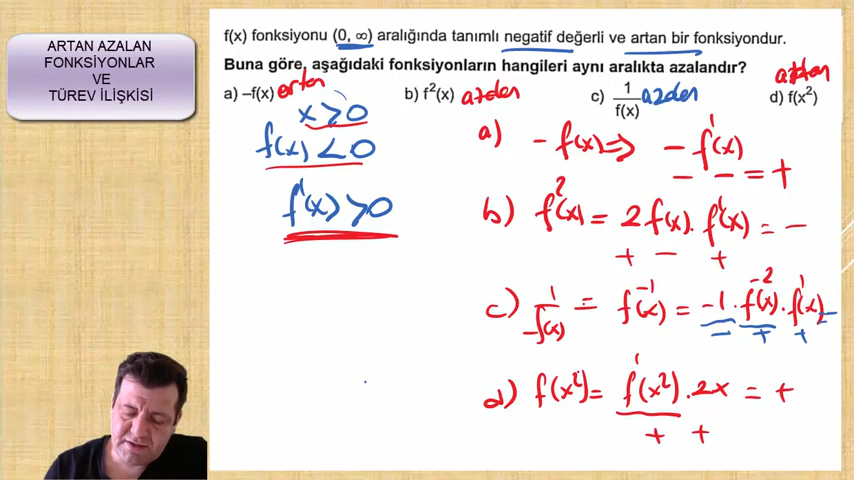 ARTAN AZALAN
FONKSİYONLAR
VE
TÜREV İLİŞKİSİ
f(x) fonksiyonu (0, ∞) aralığında tanımlı negatif değerli ve artan bir fonksiyondur.
Buna göre, aşağıdaki fonksiyonların hangileri aynı aralıkta azalandır?
a) –f(x) artan b) f²(x) azalan c) 1/f(x) azalan d) f(x²)
x > 0
f(x) < 0
f'(x) > 0
a) - f(x) ⇒ - f'(x)
- - = +
b) f²(x) = 2 f(x) . f'(x) = -
+ - +
c) 1/f(x) = f⁻¹(x) = -1 . f⁻²(x) . f'(x) -
- + +
d) f(x²) = f'(x²) . 2x = +
+ +